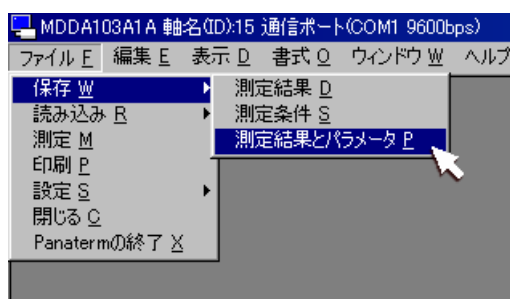 MDDA103A1A 軸名(ID):15 通信ポート(COM1 9600bps)
ファイル F 編集 E 表示 D 書式 O ウィンドウ W ヘルプ
保存 W
測定結果 D
読み込み R
測定条件 S
測定 M
測定結果とパラメータ P
印刷 P
設定 S
閉じる C
Panatermの終了 X